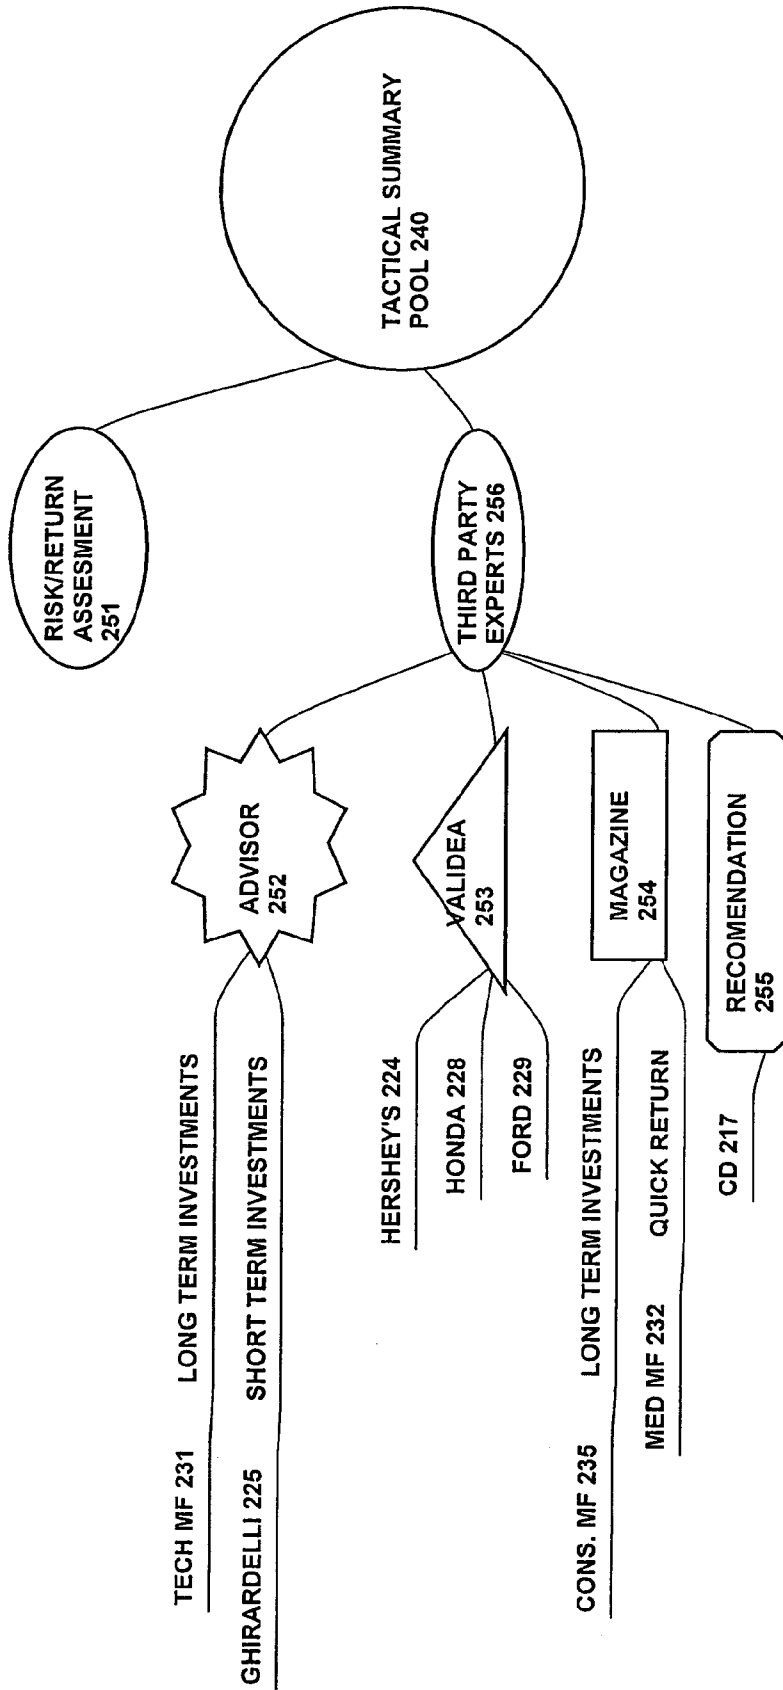 TACTICAL SUMMARY
POOL 240
RISK/RETURN
ASSESMENT
251
THIRD PARTY
EXPERTS 256
ADVISOR
252
TECH MF 231 LONG TERM INVESTMENTS
GHIRARDELLI 225 SHORT TERM INVESTMENTS
VALIDEA
253
HERSHEY'S 224
HONDA 228
FORD 229
MAGAZINE
254
CONS. MF 235 LONG TERM INVESTMENTS
MED MF 232 QUICK RETURN
RECOMENDATION
255
CD 217